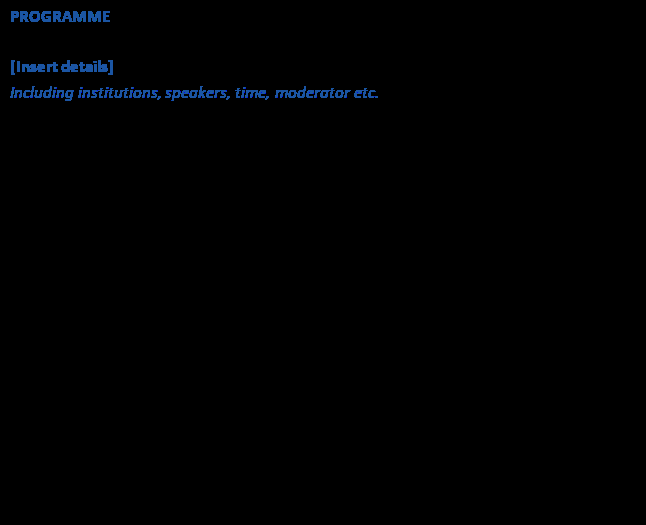 PROGRAMME
[Insert details]
Including institutions, speakers, time, moderator etc.